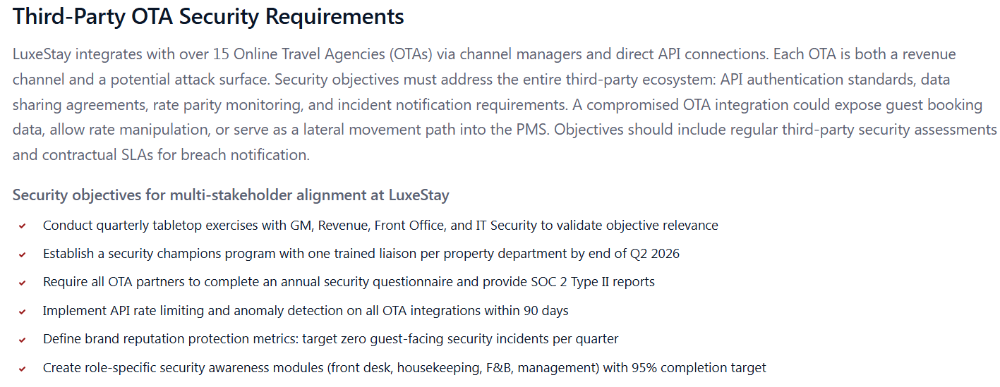 Third-Party OTA Security Requirements
LuxeStay integrates with over 15 Online Travel Agencies (OTAs) via channel managers and direct API connections. Each OTA is both a revenue
channel and a potential attack surface. Security objectives must address the entire third-party ecosystem: API authentication standards, data
sharing agreements, rate parity monitoring, and incident notification requirements. A compromised OTA integration could expose guest booking
data, allow rate manipulation, or serve as a lateral movement path into the PMS. Objectives should include regular third-party security assessments
and contractual SLAs for breach notification.
Security objectives for multi-stakeholder alignment at LuxeStay
Conduct quarterly tabletop exercises with GM, Revenue, Front Office, and IT Security to validate objective relevance
Establish a security champions program with one trained liaison per property department by end of Q2 2026
Require all OTA partners to complete an annual security questionnaire and provide SOC 2 Type II reports
Implement API rate limiting and anomaly detection on all OTA integrations within 90 days
Define brand reputation protection metrics: target zero guest-facing security incidents per quarter
Create role-specific security awareness modules (front desk, housekeeping, F&B, management) with 95% completion target